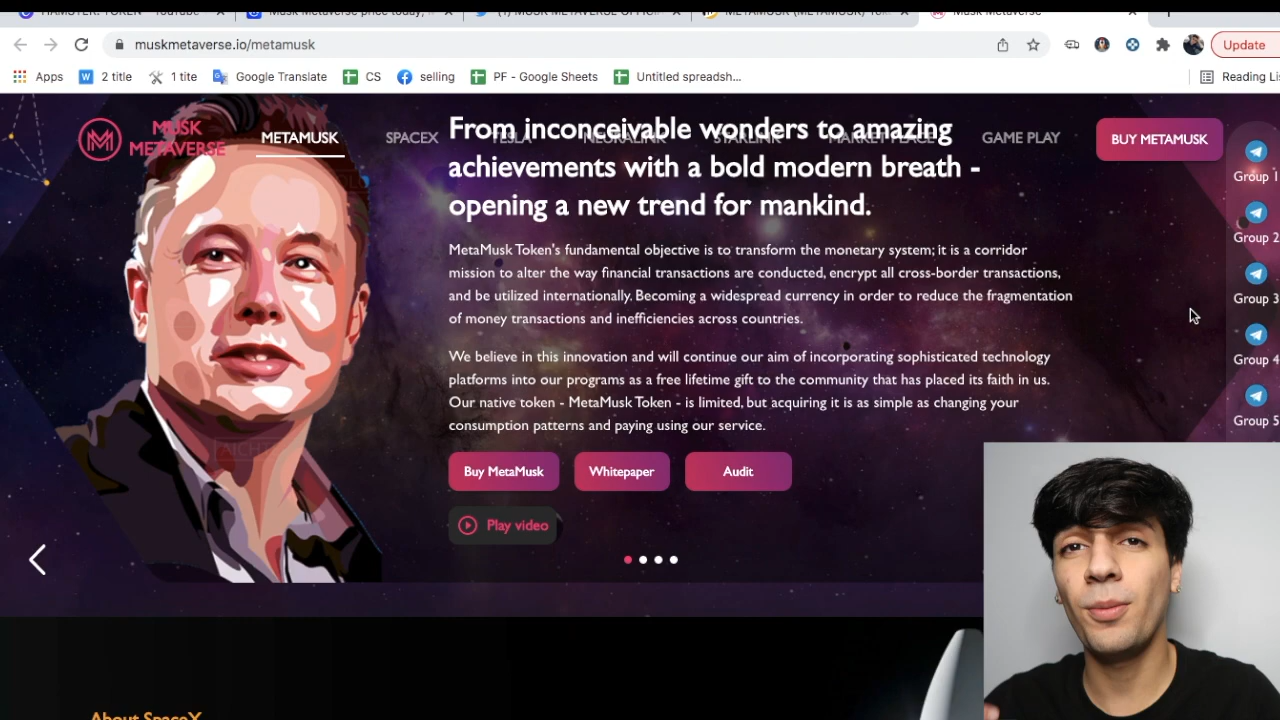 HAMSTER: TOKEN - YouTube
Musk Metaverse price today,
METAMUSK (METAMUSK)
Musk Metaverse
muskmetaverse.io/metamusk
Update
Apps
2 title
1 tite
Google Translate
CS
selling
PF - Google Sheets
Untitled spreadsh...
Reading Lis
MUSK
METAVERSE
METAMUSK
SPACEX
TESLA
NEURALINK
STARLINK
MARKET PLACE
GAME PLAY
BUY METAMUSK
From inconceivable wonders to amazing
achievements with a bold modern breath -
opening a new trend for mankind.
MetaMusk Token's fundamental objective is to transform the monetary system; it is a corridor
mission to alter the way financial transactions are conducted, encrypt all cross-border transactions,
and be utilized internationally. Becoming a widespread currency in order to reduce the fragmentation
of money transactions and inefficiencies across countries.
We believe in this innovation and will continue our aim of incorporating sophisticated technology
platforms into our programs as a free lifetime gift to the community that has placed its faith in us.
Our native token - MetaMusk Token - is limited, but acquiring it is as simple as changing your
consumption patterns and paying using our service.
Buy MetaMusk
Whitepaper
Audit
Play video
Group 1
Group 2
Group 3
Group 4
Group 5
About SpaceX